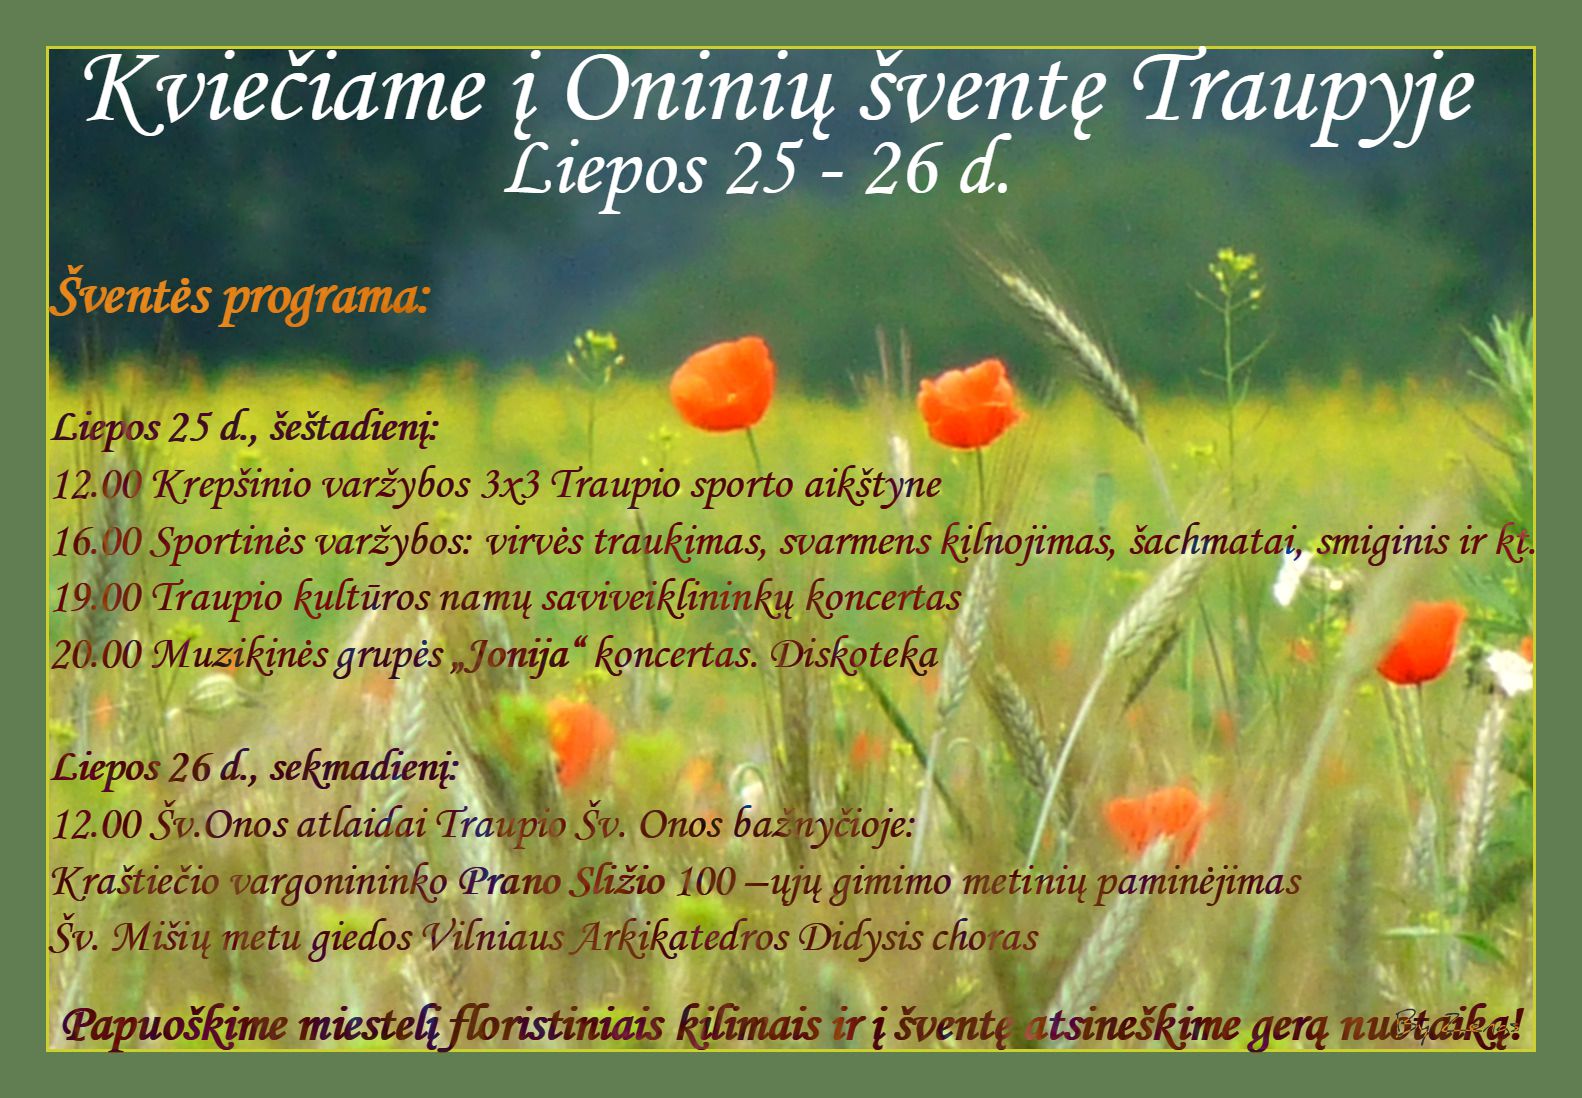 Kviečiame į Oninių šventę Traupyje
Liepos 25 - 26 d.
Šventės programa:
Liepos 25 d., šeštadienį:
12.00 Krepšinio varžybos 3x3 Traupio sporto aikštyne
16.00 Sportinės varžybos: virvės traukimas, svarmens kilnojimas, šachmatai, smiginis ir kt.
19.00 Traupio kultūros namų saviveiklininkų koncertas
20.00 Muzikinės grupės „Jonija“ koncertas. Diskoteka
Liepos 26 d., sekmadienį:
12.00 Šv.Onos atlaidai Traupio Šv. Onos bažnyčioje:
Kraštiečio vargonininko Prano Sližio 100 –ųjų gimimo metinių paminėjimas
Šv. Mišių metu giedos Vilniaus Arkikatedros Didysis choras
Papuoškime miestelį floristiniais kilimais ir į šventę atsineškime gerą nuotaiką!
By